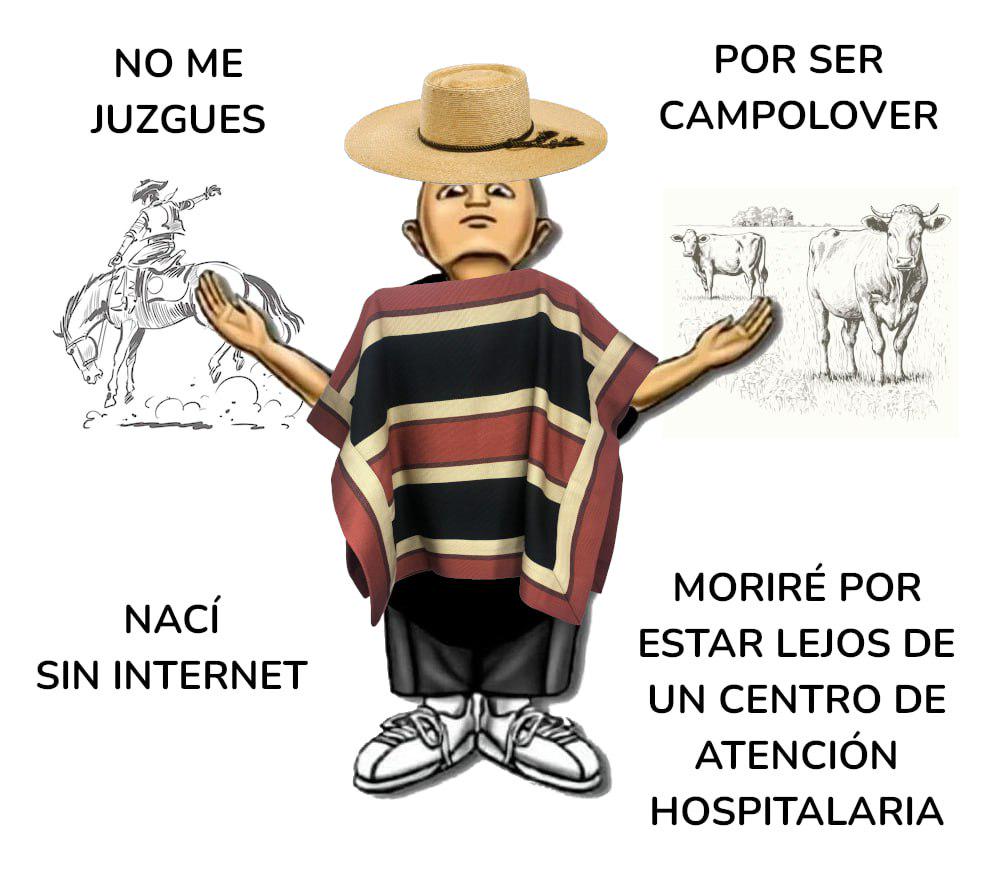 NO ME
JUZGUES
POR SER
CAMPOLOVER
NACÍ
SIN INTERNET
MORIRÉ POR
ESTAR LEJOS DE
UN CENTRO DE
ATENCIÓN
HOSPITALARIA